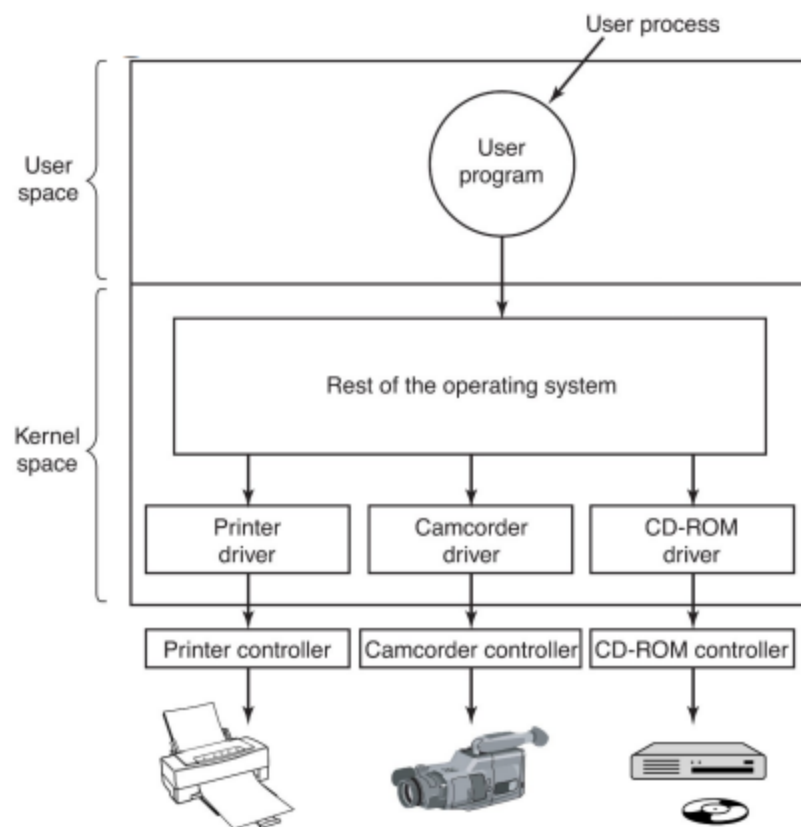 User process
User
program
User
space
Rest of the operating system
Kernel
space
Printer
driver
Camcorder
driver
CD-ROM
driver
Printer controller
Camcorder controller
CD-ROM controller